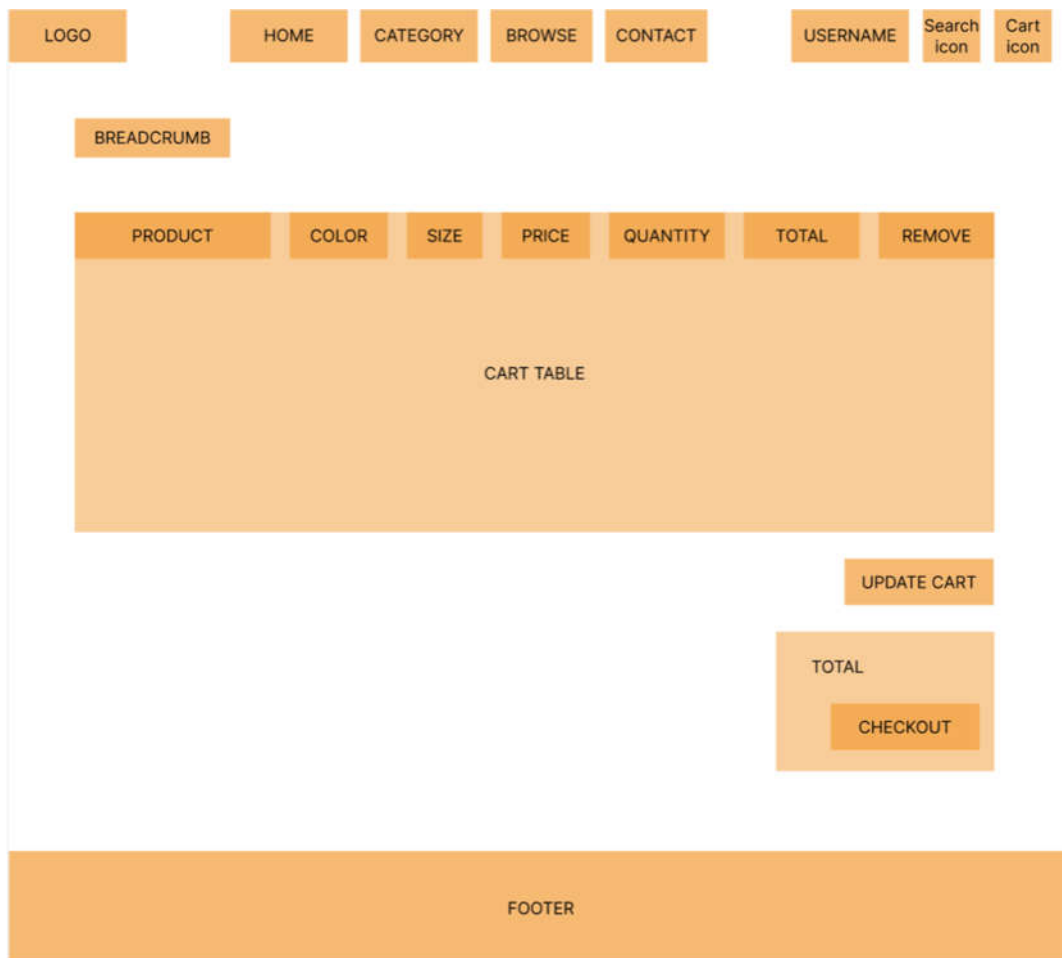 LOGO
HOME
CATEGORY
BROWSE
CONTACT
USERNAME
Search
icon
Cart
icon
BREADCRUMB
PRODUCT
COLOR
SIZE
PRICE
QUANTITY
TOTAL
REMOVE
CART TABLE
UPDATE CART
TOTAL
CHECKOUT
FOOTER